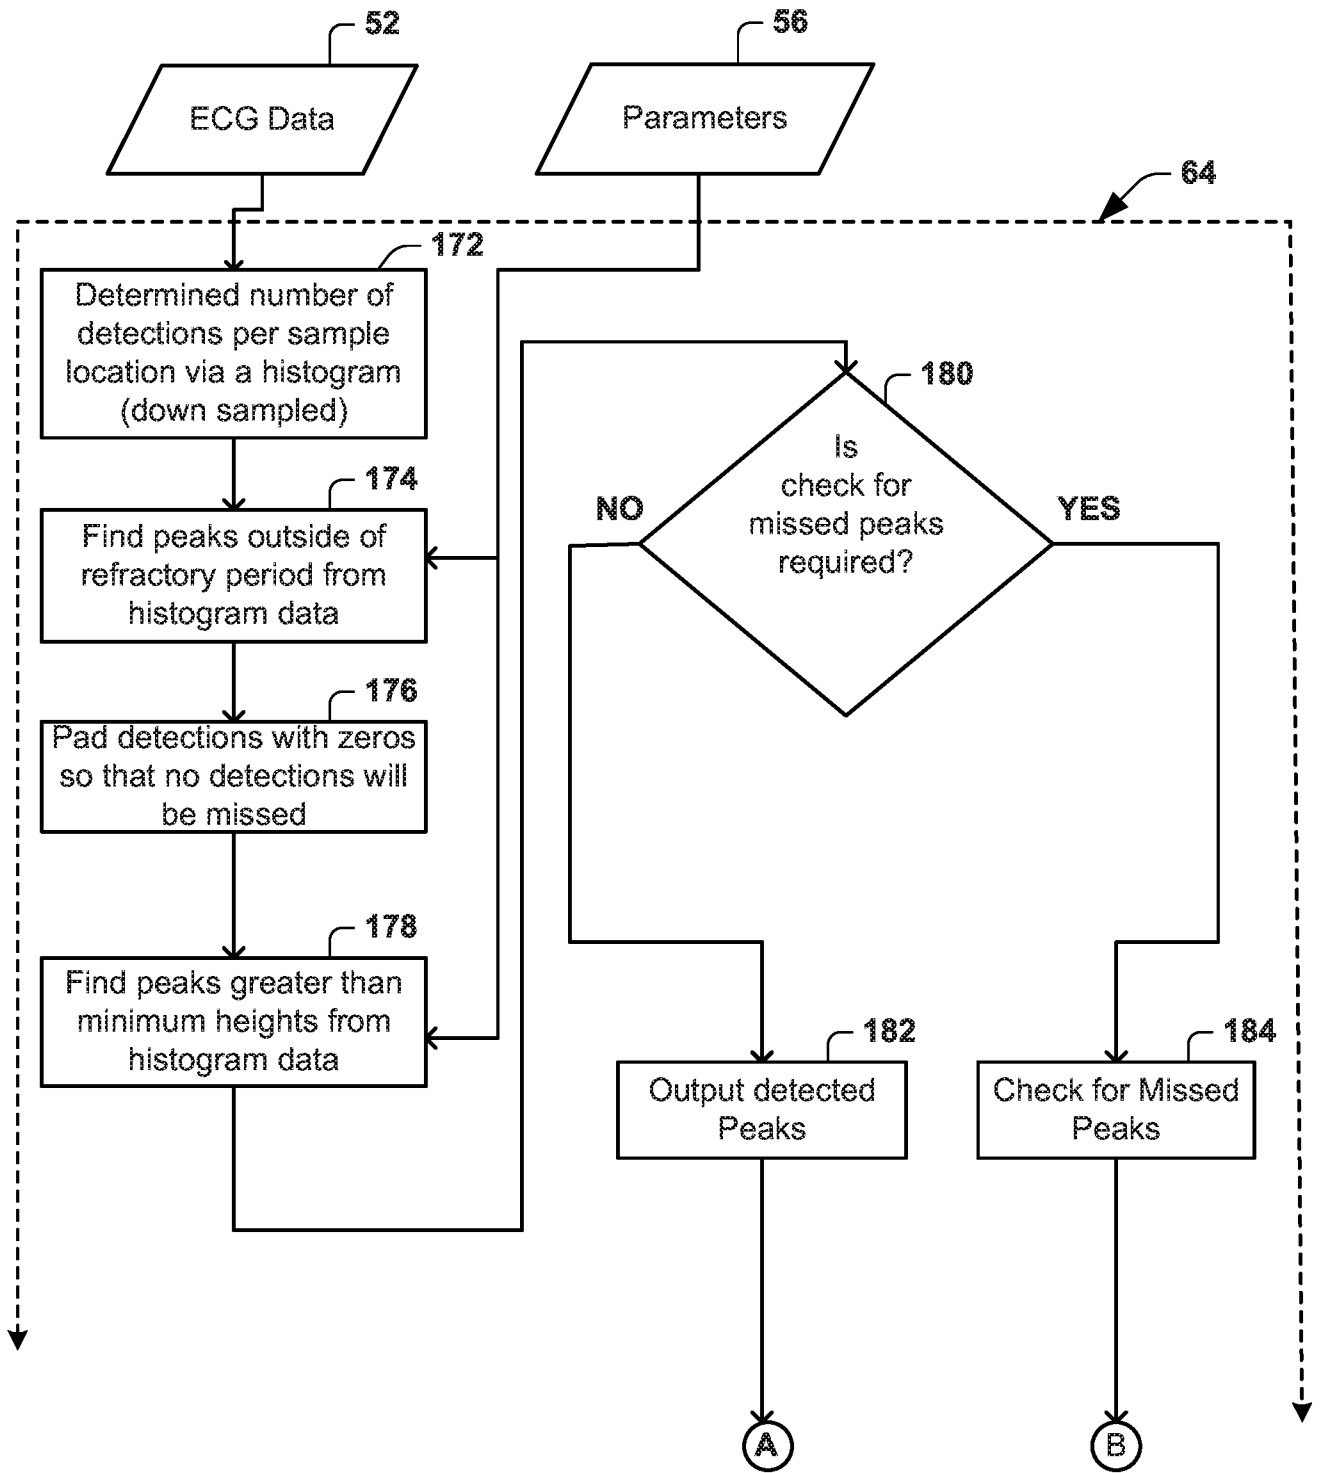 52
56
ECG Data
Parameters
64
172
Determined number of
detections per sample
location via a histogram
(down sampled)
174
Find peaks outside of
refractory period from
histogram data
176
Pad detections with zeros
so that no detections will
be missed
178
Find peaks greater than
minimum heights from
histogram data
180
Is
check for
missed peaks
required?
NO
YES
182
Output detected
Peaks
184
Check for Missed
Peaks
A
B